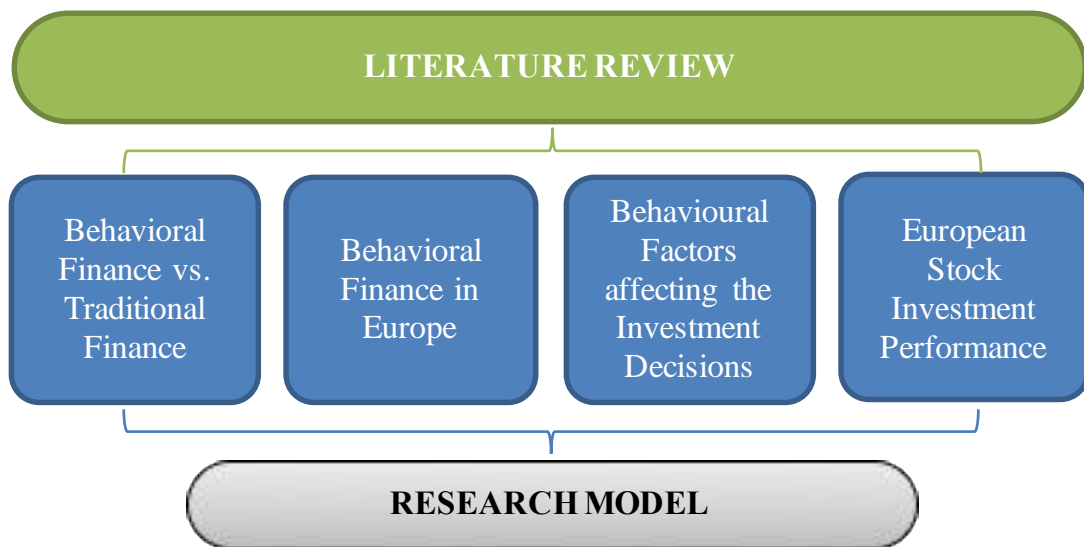 LITERATURE REVIEW
Behavioral
Finance vs.
Traditional
Finance
Behavioral
Finance in
Europe
Behavioural
Factors
affecting the
Investment
Decisions
European
Stock
Investment
Performance
RESEARCH MODEL